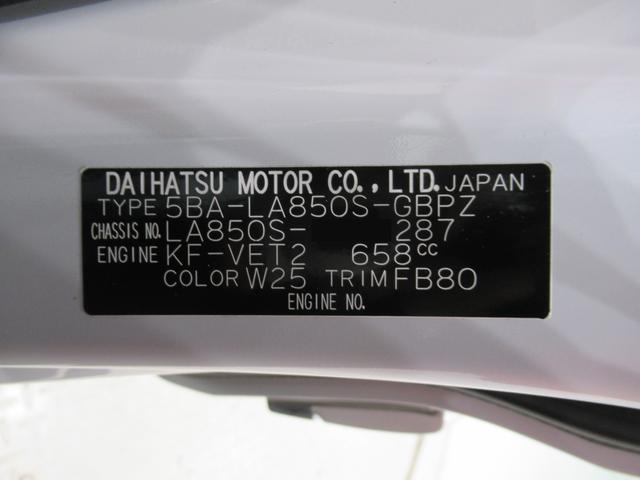 DAIHATSU MOTOR CO., LTD. JAPAN
TYPE 5BA-LA850S-GBPZ
CHASSIS NO. LA850S- 287
ENGINE KF-VET2 658cc
COLOR W25 TRIM FB80
ENGINE NO.